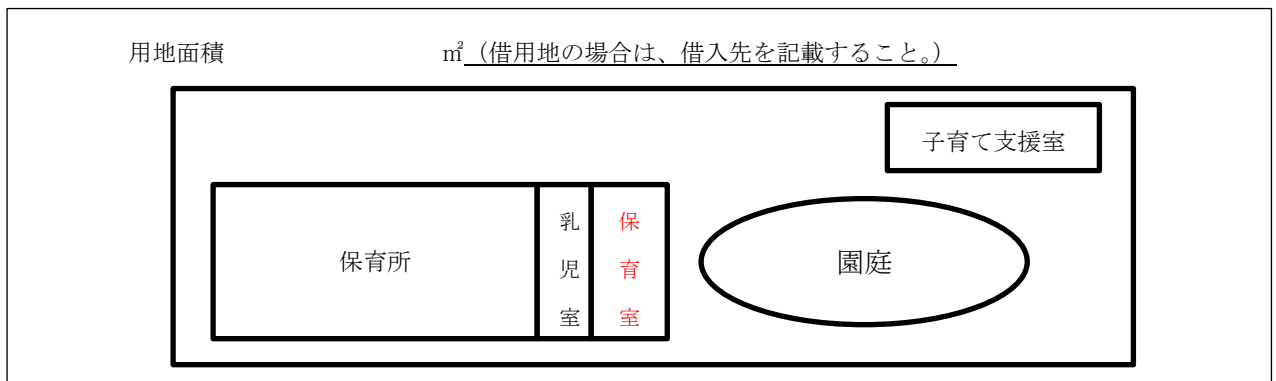 用地面積　　　　　　　　㎡（借用地の場合は、借入先を記載すること。）
子育て支援室
保育所
乳児室
保育室
園庭